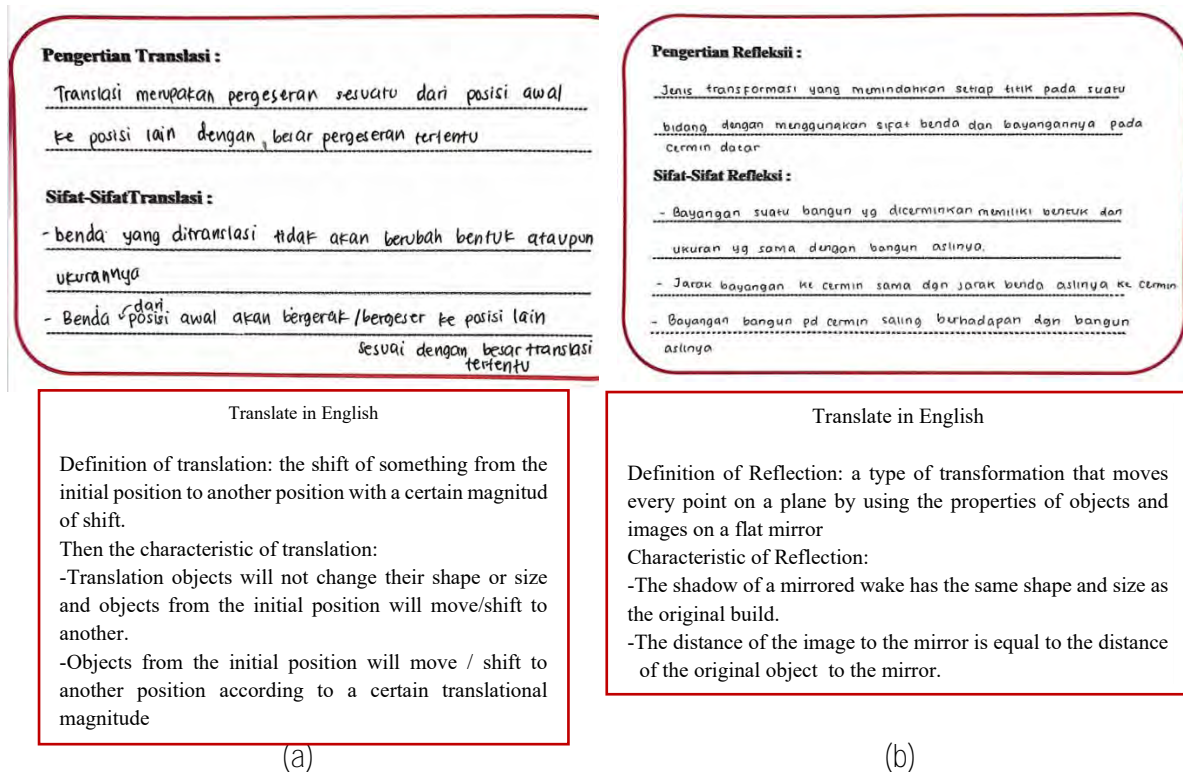 Pengertian Translasi :
Translasi merupakan pergeseran sesuatu dari posisi awal
ke posisi lain dengan, besar pergeseran tertentu
Sifat-SifatTranslasi :
- benda yang ditranslasi tidak akan berubah bentuk ataupun
ukurannya
- Benda dari posisi awal akan bergerak/bergeser ke posisi lain
sesuai dengan besar translasi
tertentu
Translate in English
Definition of translation: the shift of something from the
initial position to another position with a certain magnitud
of shift.
Then the characteristic of translation:
-Translation objects will not change their shape or size
and objects from the initial position will move/shift to
another.
-Objects from the initial position will move / shift to
another position according to a certain translational
magnitude
(a)
Pengertian Refleksii :
Jenis transformasi yang memindahkan setiap titik pada suatu
bidang dengan menggunakan sifat benda dan bayangannya pada
cermin datar
Sifat-Sifat Refleksi :
- Bayangan suatu bangun yg dicerminkan memiliki bentuk dan
ukuran yg sama dengan bangun aslinya.
- Jarak bayangan ke cermin sama dgn jarak benda aslinya ke cermin
- Bayangan bangun pd cermin saling berhadapan dgn bangun
aslinya
Translate in English
Definition of Reflection: a type of transformation that moves
every point on a plane by using the properties of objects and
images on a flat mirror
Characteristic of Reflection:
-The shadow of a mirrored wake has the same shape and size as
the original build.
-The distance of the image to the mirror is equal to the distance
of the original object to the mirror.
(b)